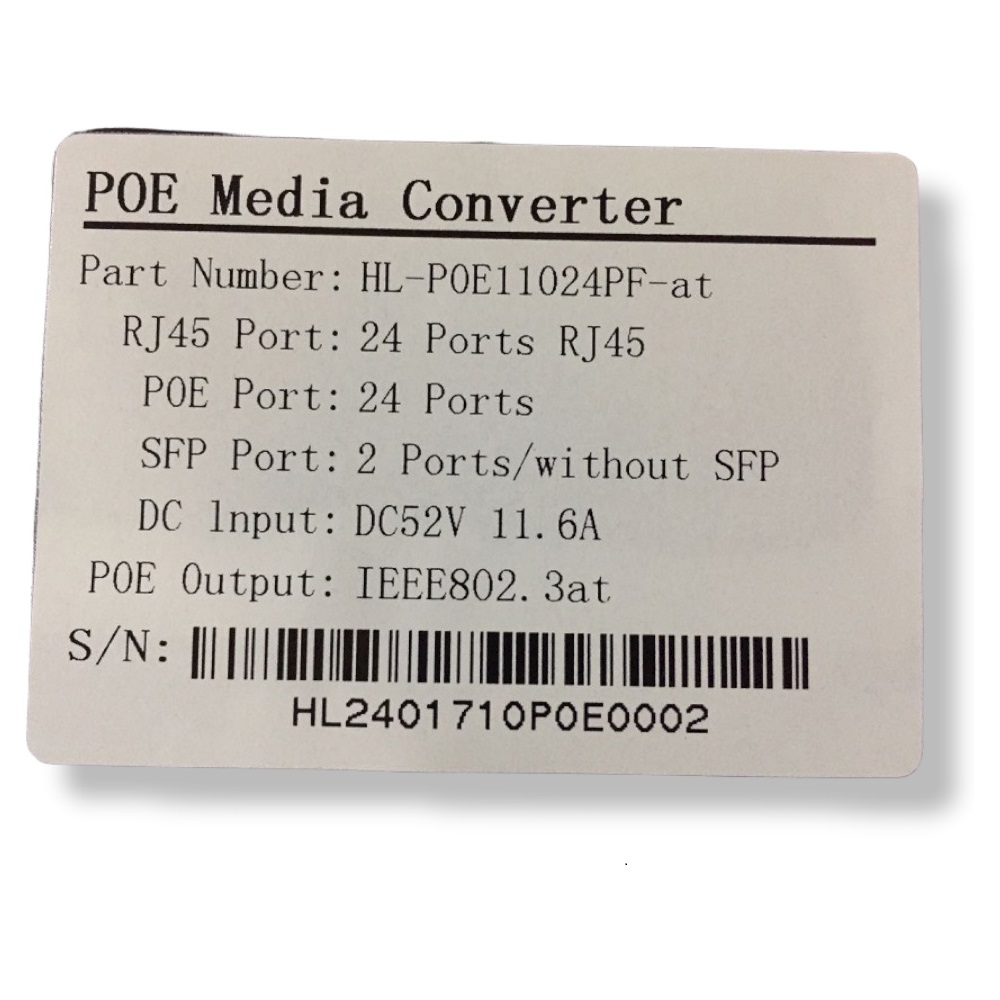 POE Media Converter
Part Number: HL-POE11024PF-at
RJ45 Port: 24 Ports RJ45
POE Port: 24 Ports
SFP Port: 2 Ports/without SFP
DC lnput: DC52V 11.6A
POE Output: IEEE802.3at
S/N:
HL2401710POE0002